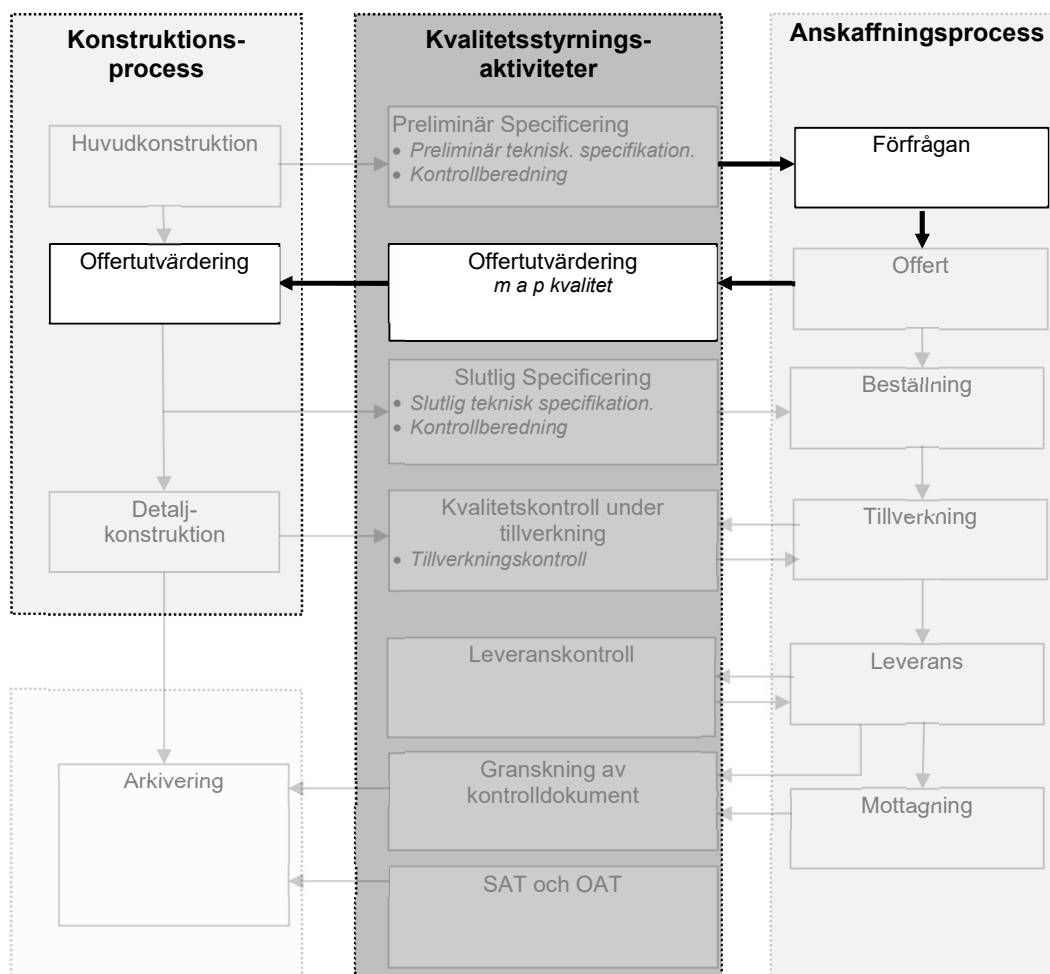 Konstruktions-
process
Kvalitetsstyrnings-
aktiviteter
Anskaffningsprocess
Huvudkonstruktion
Preliminär Specificering
• Preliminär teknisk. specifikation.
• Kontrollberedning
Förfrågan
Offertutvärdering
Offertutvärdering
m a p kvalitet
Offert
Slutlig Specificering
• Slutlig teknisk specifikation.
• Kontrollberedning
Beställning
Detalj-
konstruktion
Kvalitetskontroll under
tillverkning
• Tillverkningskontroll
Tillverkning
Leveranskontroll
Leverans
Arkivering
Granskning av
kontrolldokument
Mottagning
SAT och OAT